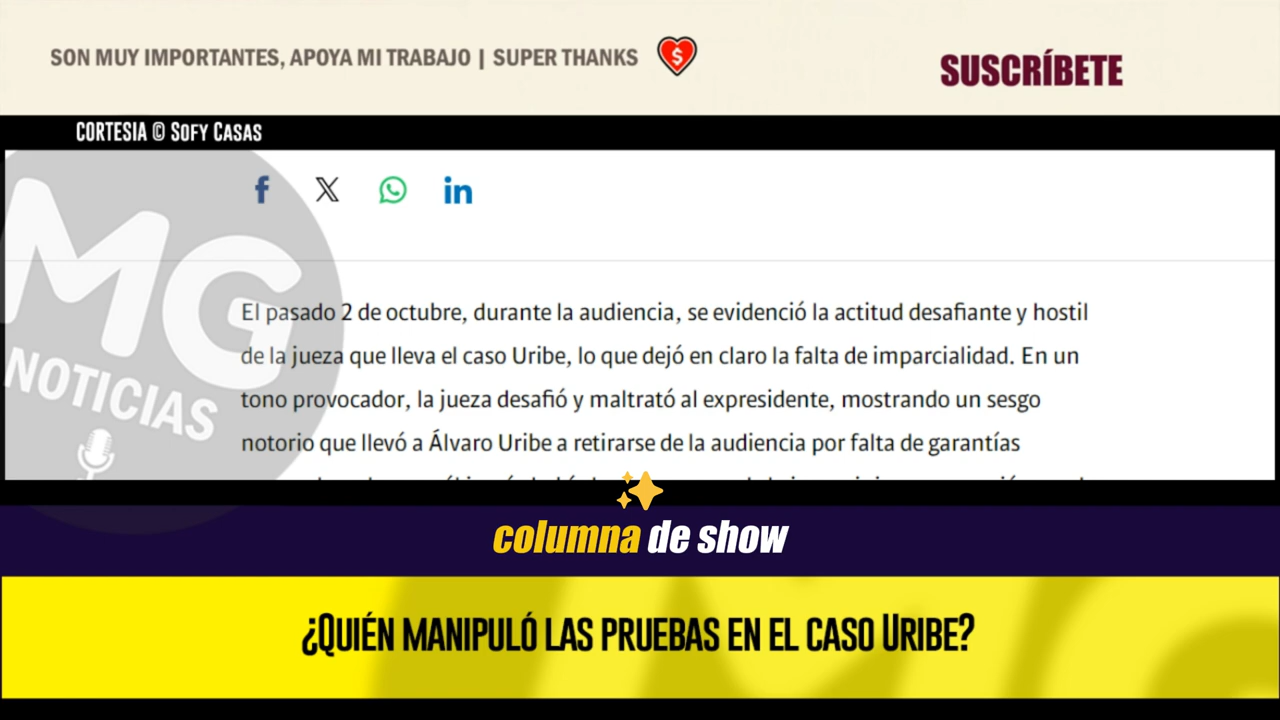 SON MUY IMPORTANTES, APOYA MI TRABAJO | SUPER THANKS
SUSCRÍBETE
CORTESIA © SOFY CASAS
MG
NOTICIAS
El pasado 2 de octubre, durante la audiencia, se evidenció la actitud desafiante y hostil
de la jueza que lleva el caso Uribe, lo que dejó en claro la falta de imparcialidad. En un
tono provocador, la jueza desafió y maltrató al expresidente, mostrando un sesgo
notorio que llevó a Álvaro Uribe a retirarse de la audiencia por falta de garantías
columna de show
¿QUIÉN MANIPULÓ LAS PRUEBAS EN EL CASO URIBE?